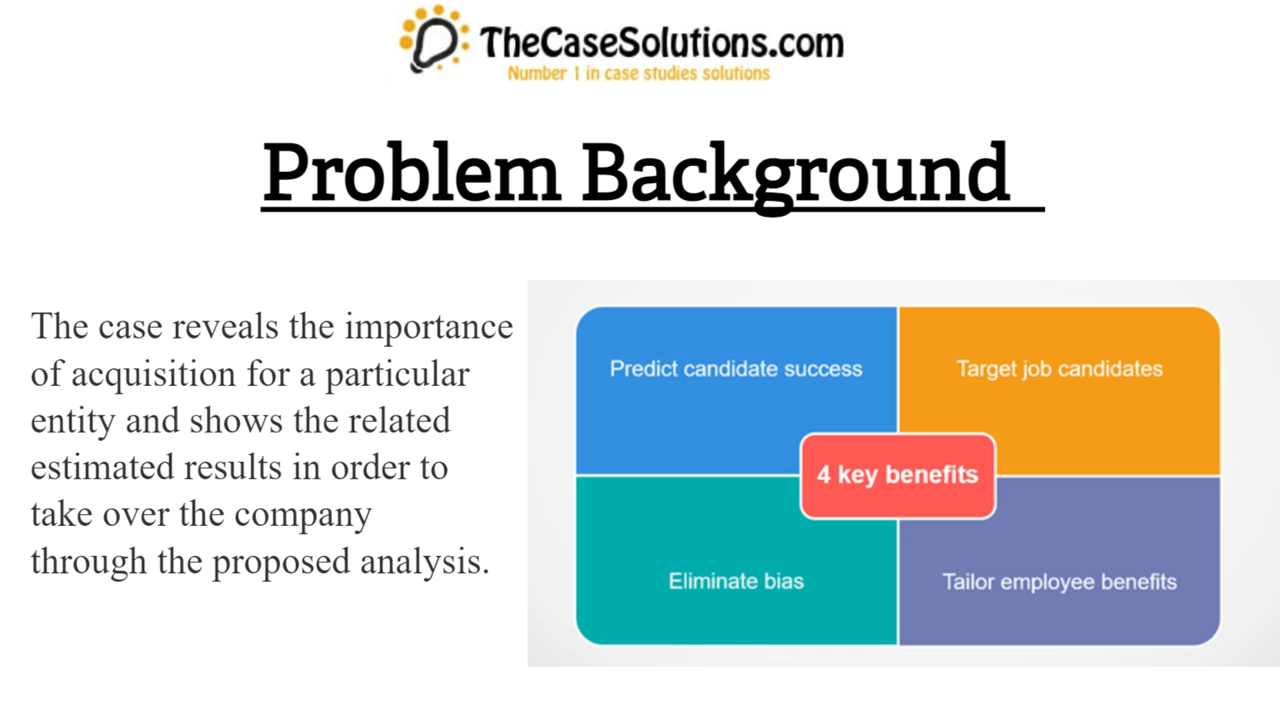 TheCaseSolutions.com
Number 1 in case studies solutions
Problem Background
The case reveals the importance
of acquisition for a particular
entity and shows the related
estimated results in order to
take over the company
through the proposed analysis.
Predict candidate success
Target job candidates
4 key benefits
Eliminate bias
Tailor employee benefits